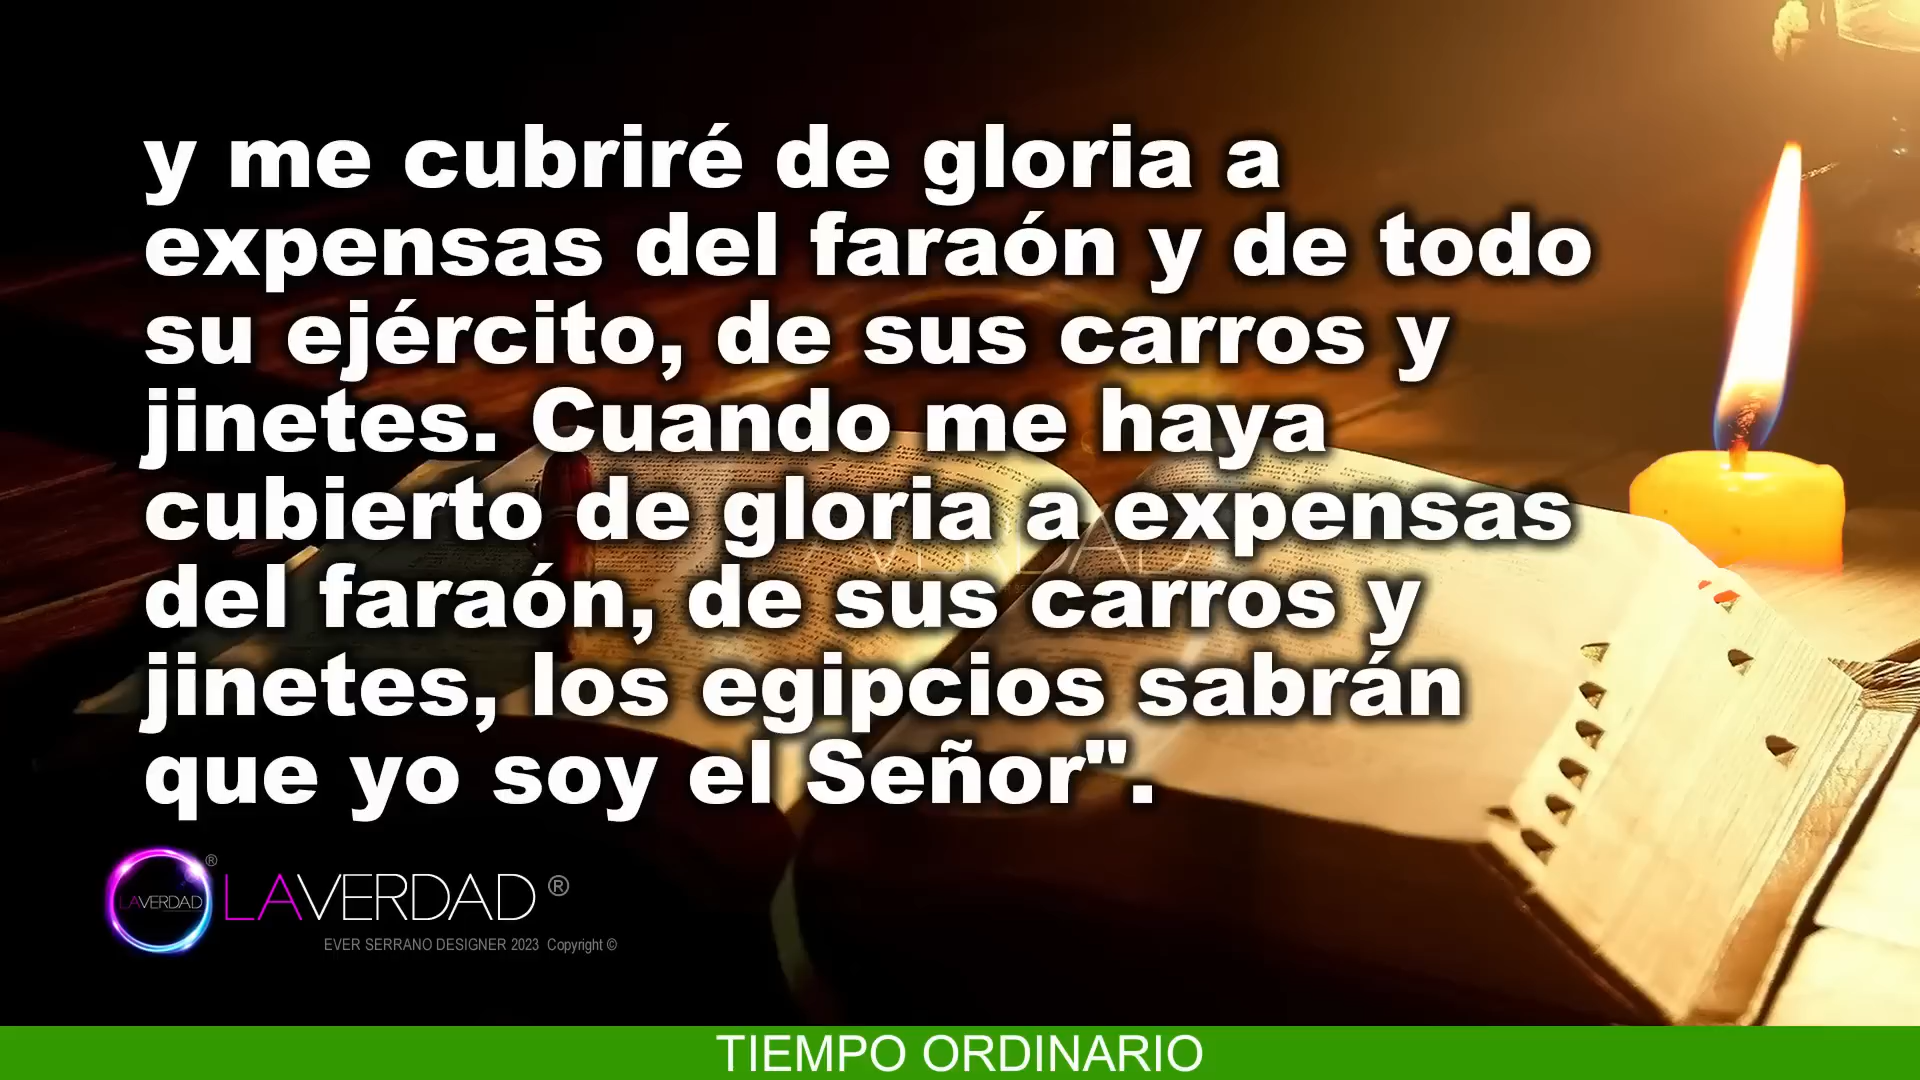 y me cubriré de gloria a
expensas del faraón y de todo
su ejército, de sus carros y
jinetes. Cuando me haya
cubierto de gloria a expensas
del faraón, de sus carros y
jinetes, los egipcios sabrán
que yo soy el Señor".
LAVERDAD ®
LAVERDAD ®
EVER SERRANO DESIGNER 2023 Copyright ©
TIEMPO ORDINARIO